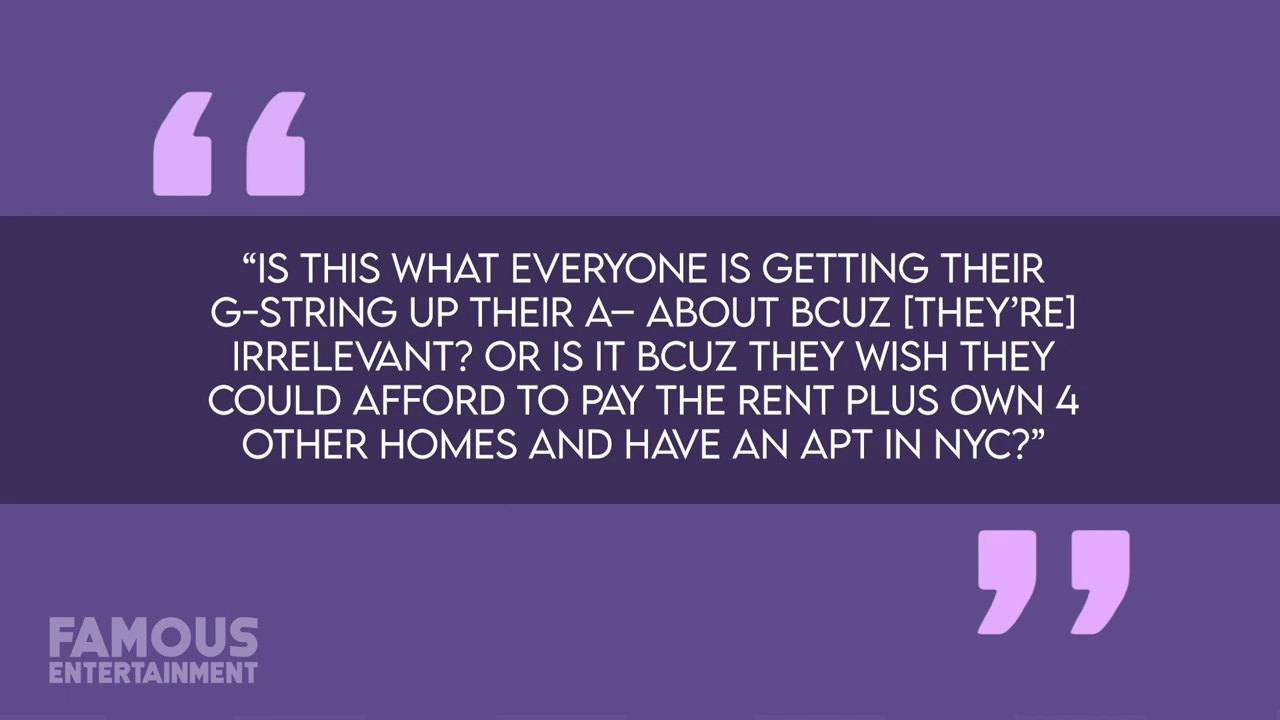 “IS THIS WHAT EVERYONE IS GETTING THEIR
G-STRING UP THEIR A– ABOUT BCUZ [THEY’RE]
IRRELEVANT? OR IS IT BCUZ THEY WISH THEY
COULD AFFORD TO PAY THE RENT PLUS OWN 4
OTHER HOMES AND HAVE AN APT IN NYC?”
FAMOUS
ENTERTAINMENT